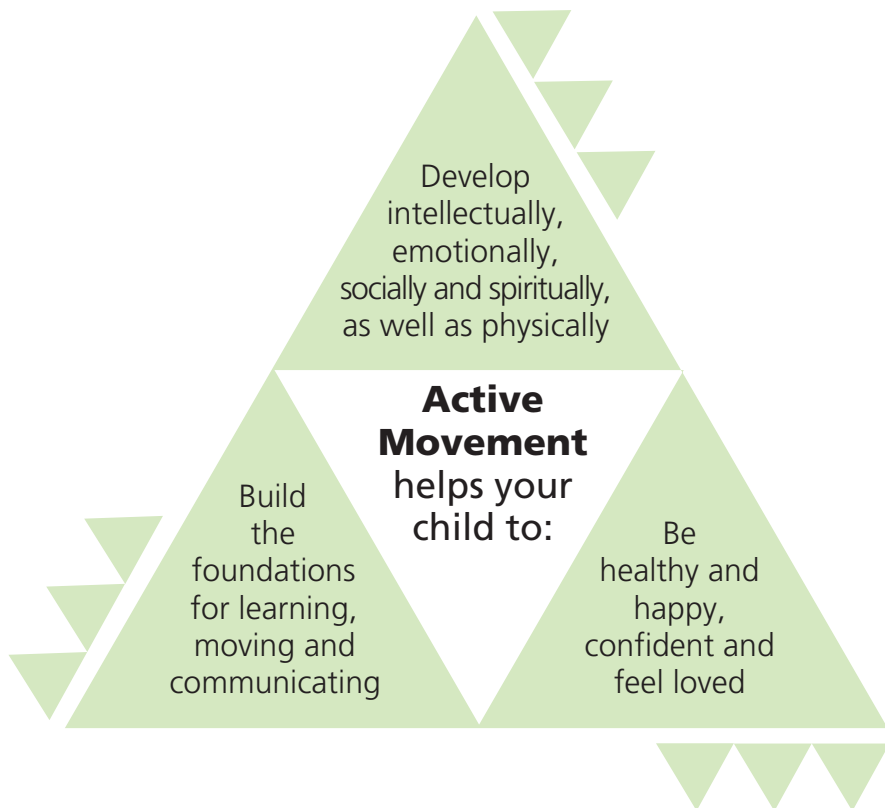 Develop
intellectually,
emotionally,
socially and spiritually,
as well as physically
Active
Movement
helps your
child to:
Build
the
foundations
for learning,
moving and
communicating
Be
healthy and
happy,
confident and
feel loved